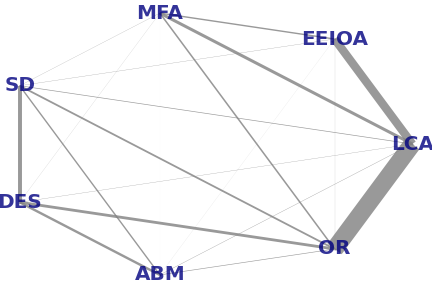 MFA
EEIOA
SD
LCA
DES
OR
ABM